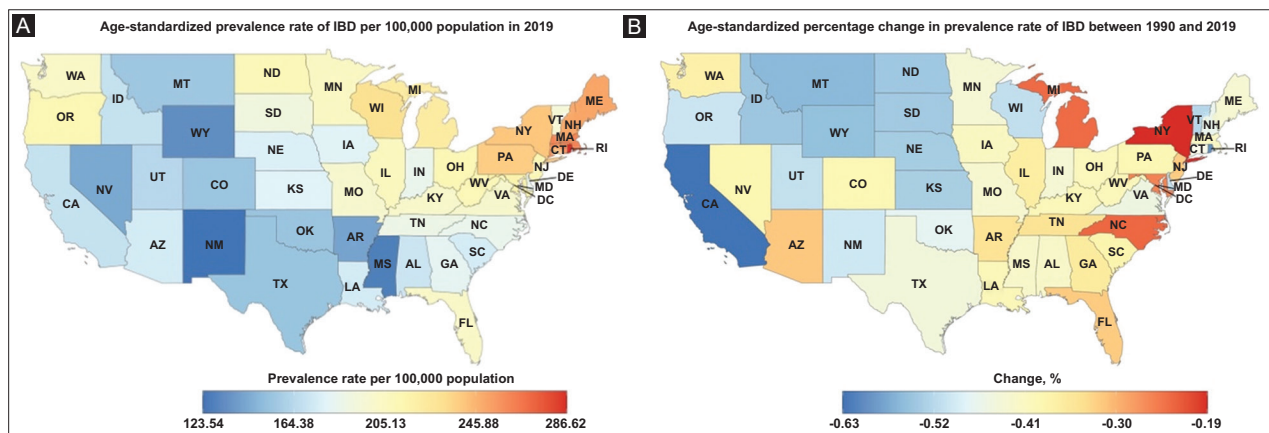 A Age-standardized prevalence rate of IBD per 100,000 population in 2019
WA
MT
ND
MN
ME
ID
VT
NH
OR
SD
WI
MI
NY
MA
WY
CT
RI
IA
PA
NE
NV
NJ
OH
UT
IL
IN
DE
CO
WV
MD
CA
KS
MO
VA
DC
KY
NC
TN
OK
AZ
NM
AR
SC
MS
AL
GA
TX
LA
FL
Prevalence rate per 100,000 population
123.54 164.38 205.13 245.88 286.62
B Age-standardized percentage change in prevalence rate of IBD between 1990 and 2019
WA
MT
ND
MN
ME
ID
VT
NH
OR
SD
WI
MI
NY
MA
WY
CT
RI
IA
PA
NE
NV
NJ
OH
UT
IL
IN
DE
CO
WV
MD
CA
KS
MO
VA
DC
KY
NC
TN
OK
AZ
NM
AR
SC
MS
AL
GA
TX
LA
FL
Change, %
-0.63 -0.52 -0.41 -0.30 -0.19